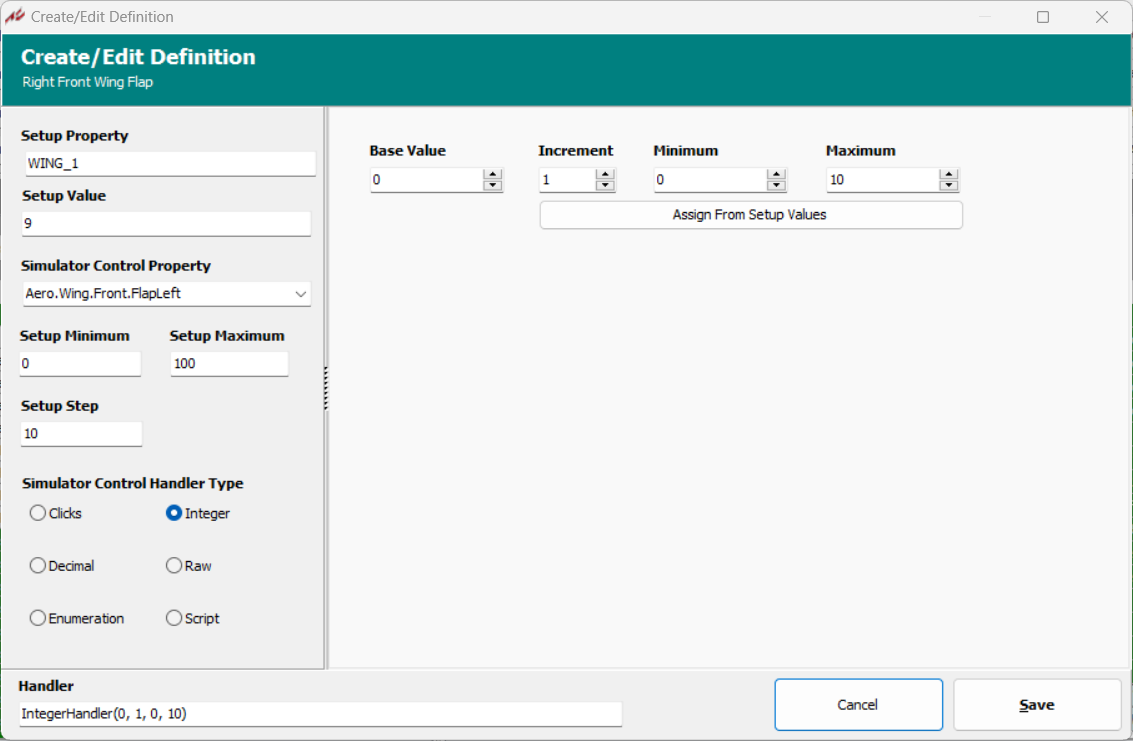 Create/Edit Definition
Create/Edit Definition
Right Front Wing Flap
Setup Property
WING_1
Setup Value
9
Simulator Control Property
Aero.Wing.Front.FlapLeft
Setup Minimum Setup Maximum
0 100
Setup Step
10
Simulator Control Handler Type
Clicks Integer
Decimal Raw
Enumeration Script
Base Value Increment Minimum Maximum
0 1 0 10
Assign From Setup Values
Handler
IntegerHandler(0, 1, 0, 10)
Cancel Save